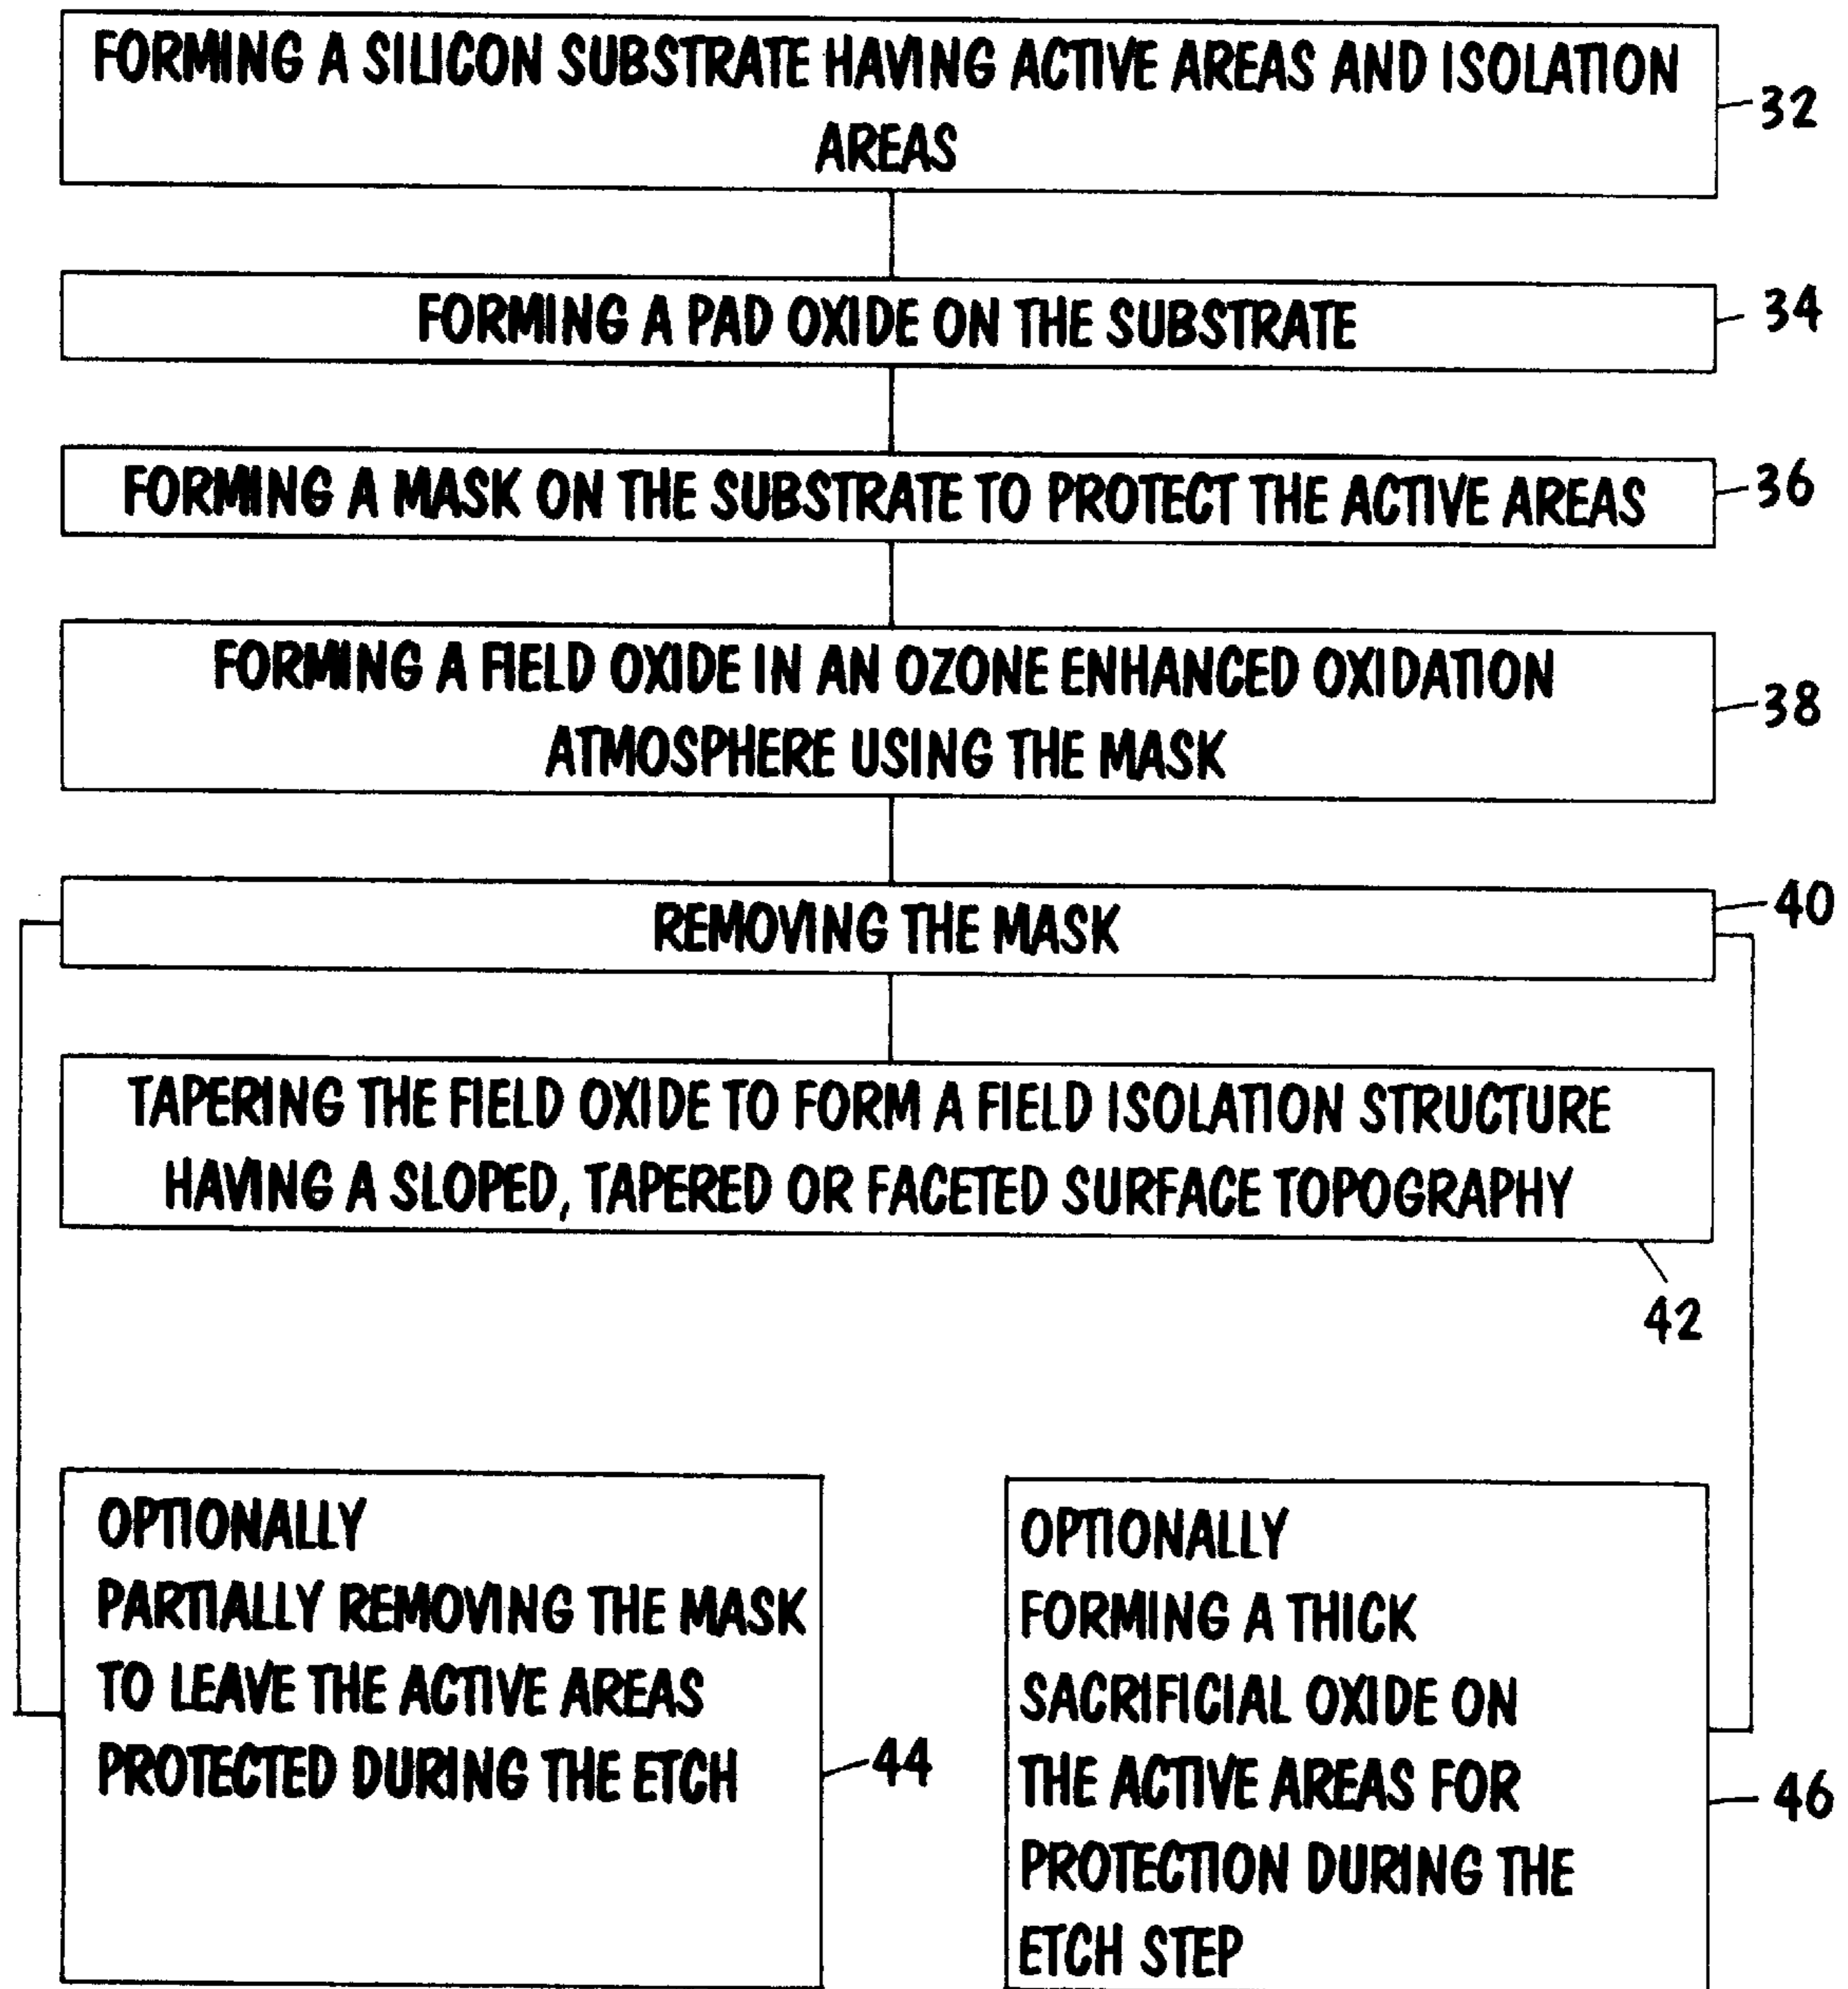 FORMING A SILICON SUBSTRATE HAVING ACTIVE AREAS AND ISOLATION
AREAS
32
FORMING A PAD OXIDE ON THE SUBSTRATE
34
FORMING A MASK ON THE SUBSTRATE TO PROTECT THE ACTIVE AREAS
36
FORMING A FIELD OXIDE IN AN OZONE ENHANCED OXIDATION
ATMOSPHERE USING THE MASK
38
REMOVING THE MASK
40
TAPERING THE FIELD OXIDE TO FORM A FIELD ISOLATION STRUCTURE
HAVING A SLOPED, TAPERED OR FACETED SURFACE TOPOGRAPHY
42
OPTIONALLY
PARTIALLY REMOVING THE MASK
TO LEAVE THE ACTIVE AREAS
PROTECTED DURING THE ETCH
44
OPTIONALLY
FORMING A THICK
SACRIFICIAL OXIDE ON
THE ACTIVE AREAS FOR
PROTECTION DURING THE
ETCH STEP
46